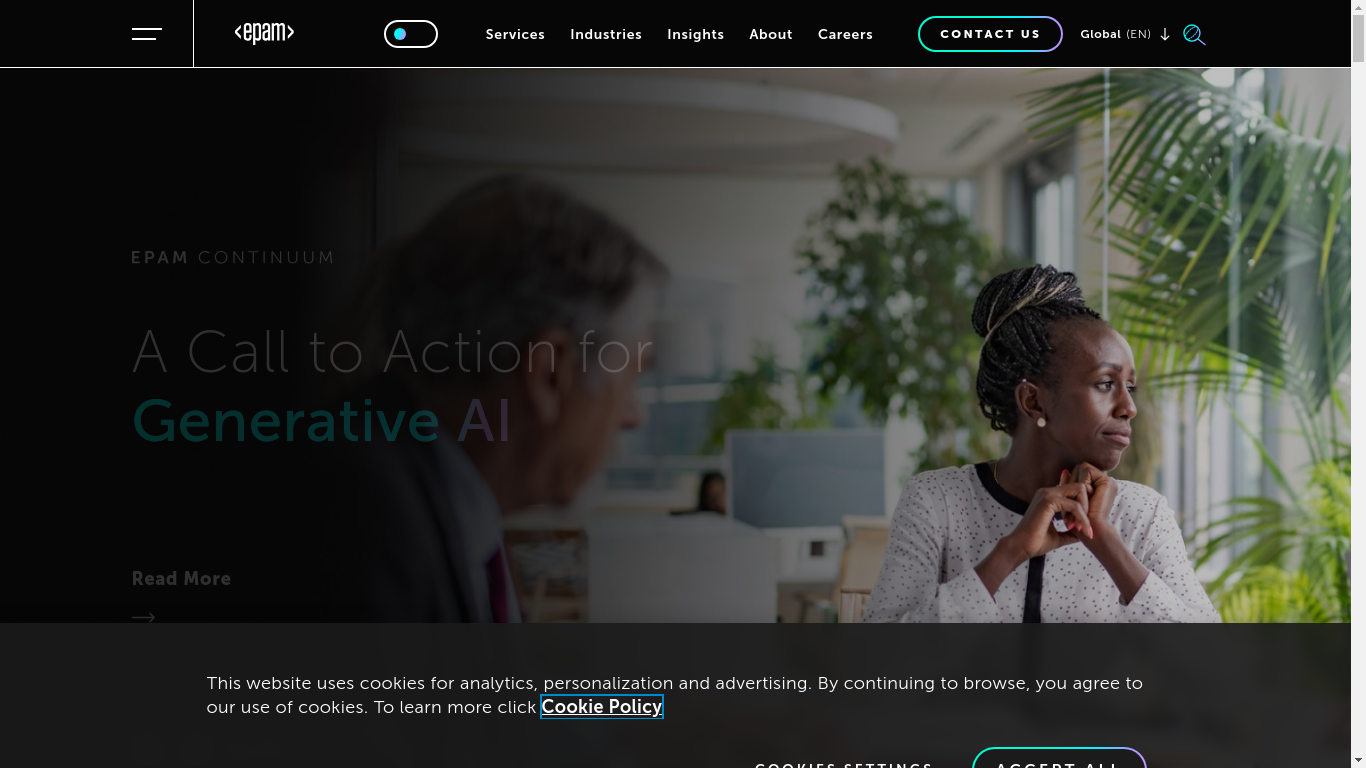 <epam>
Services
Industries
Insights
About
Careers
CONTACT US
Global (EN)
EPAM CONTINUUM
A Call to Action for
Generative AI
Read More
This website uses cookies for analytics, personalization and advertising. By continuing to browse, you agree to
our use of cookies. To learn more click Cookie Policy
COOKIES SETTINGS
ACCEPT ALL